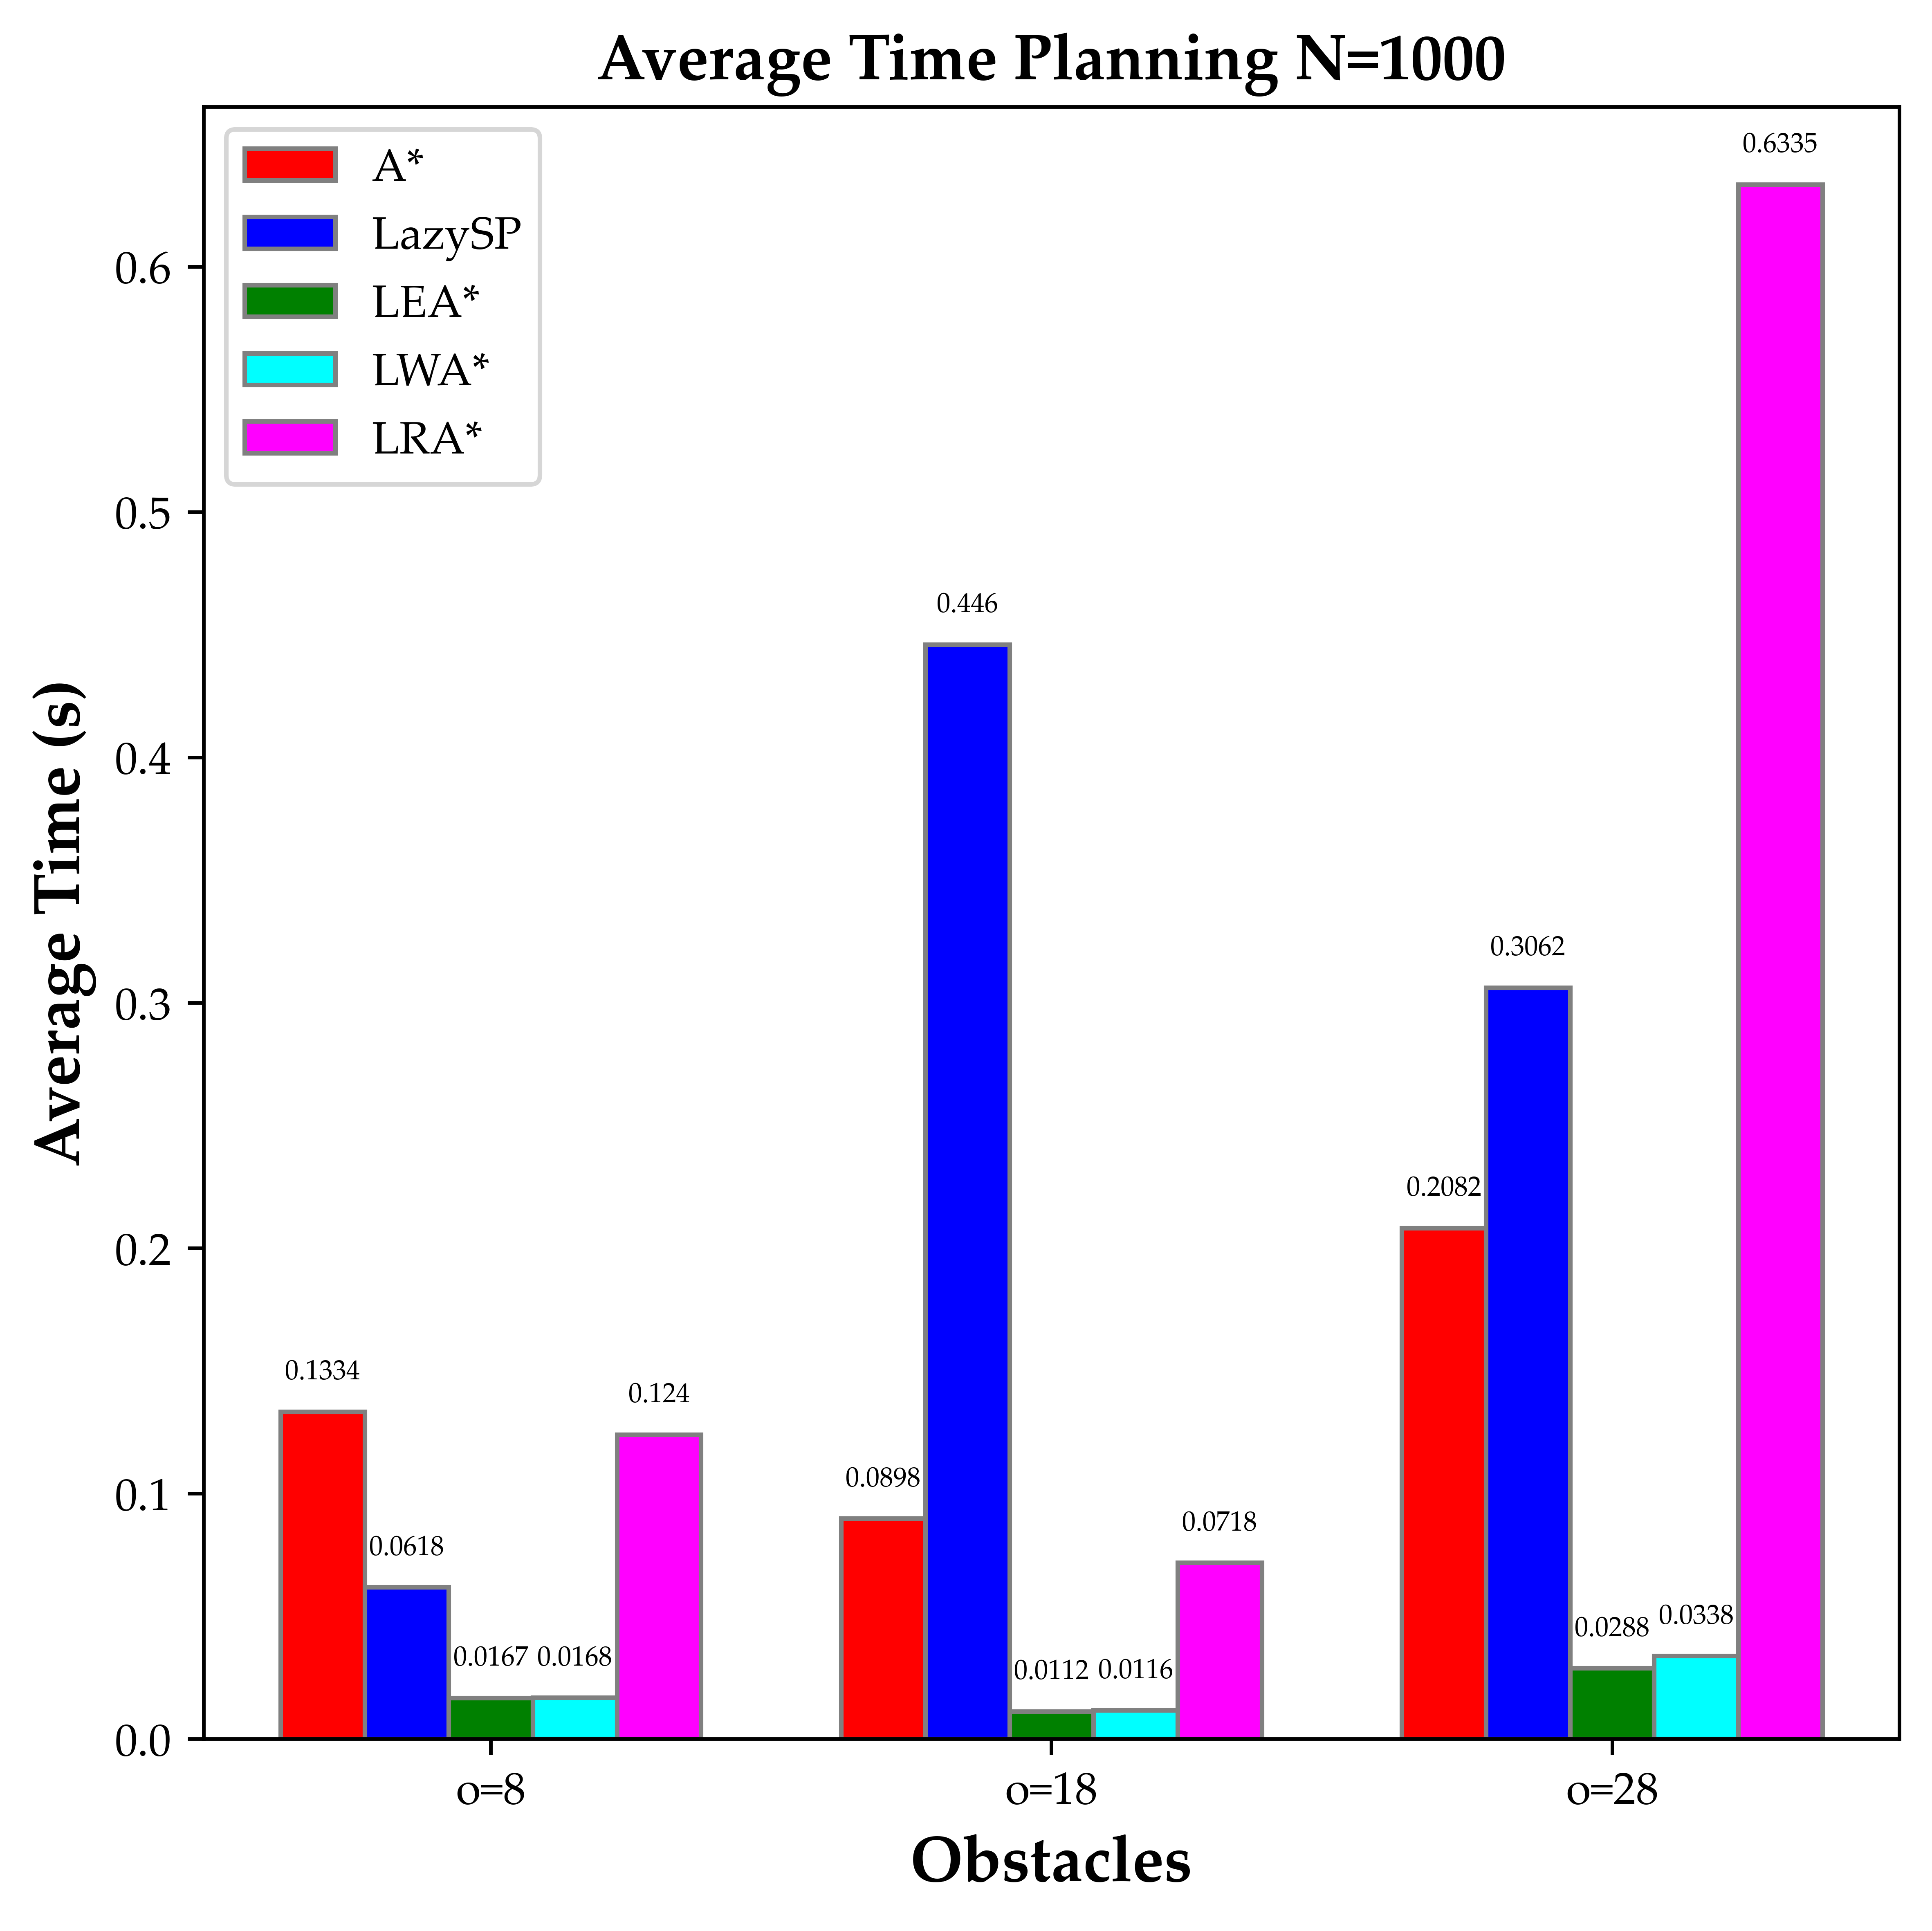 Average Time Planning N=1000
A*
LazySP
LEA*
LWA*
LRA*
Average Time (s)
0.6
0.5
0.4
0.3
0.2
0.1
0.0
0.1334
0.0618
0.0167
0.0168
0.124
0.0898
0.446
0.0112
0.0116
0.0718
0.2082
0.3062
0.0288
0.0338
0.6335
o=8
o=18
o=28
Obstacles